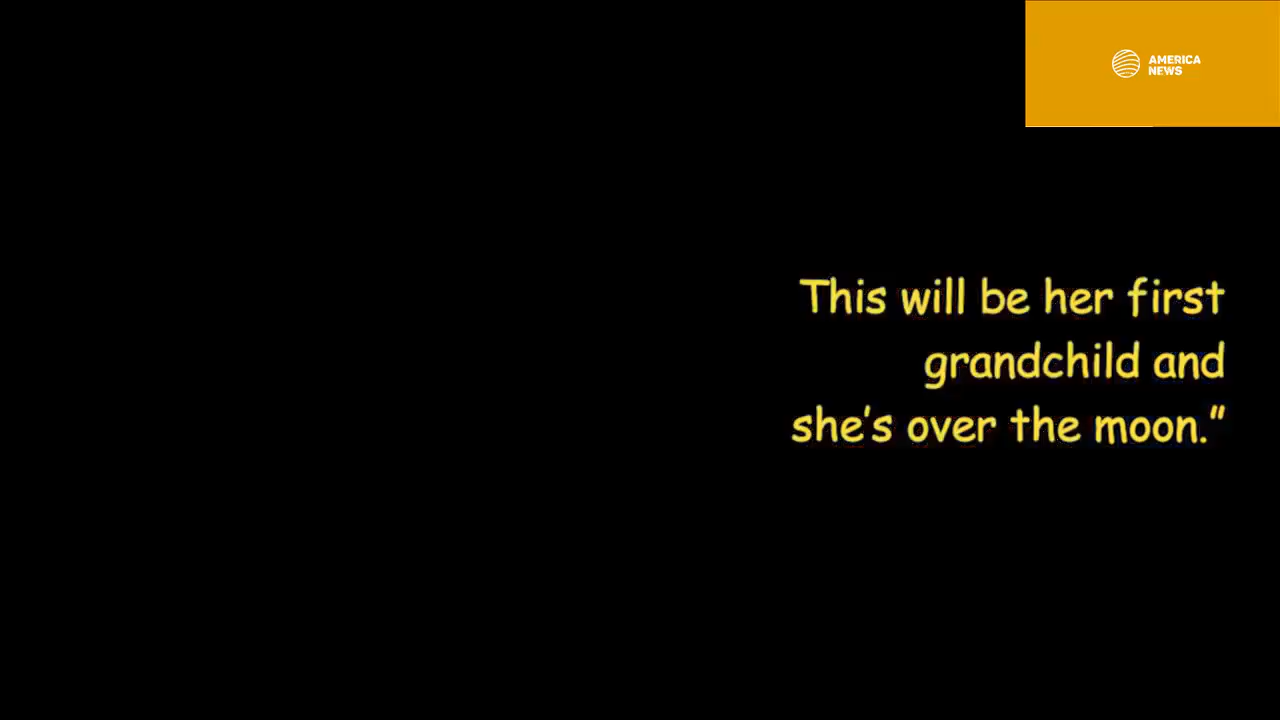 AMERICA
NEWS
This will be her first
grandchild and
she's over the moon.”